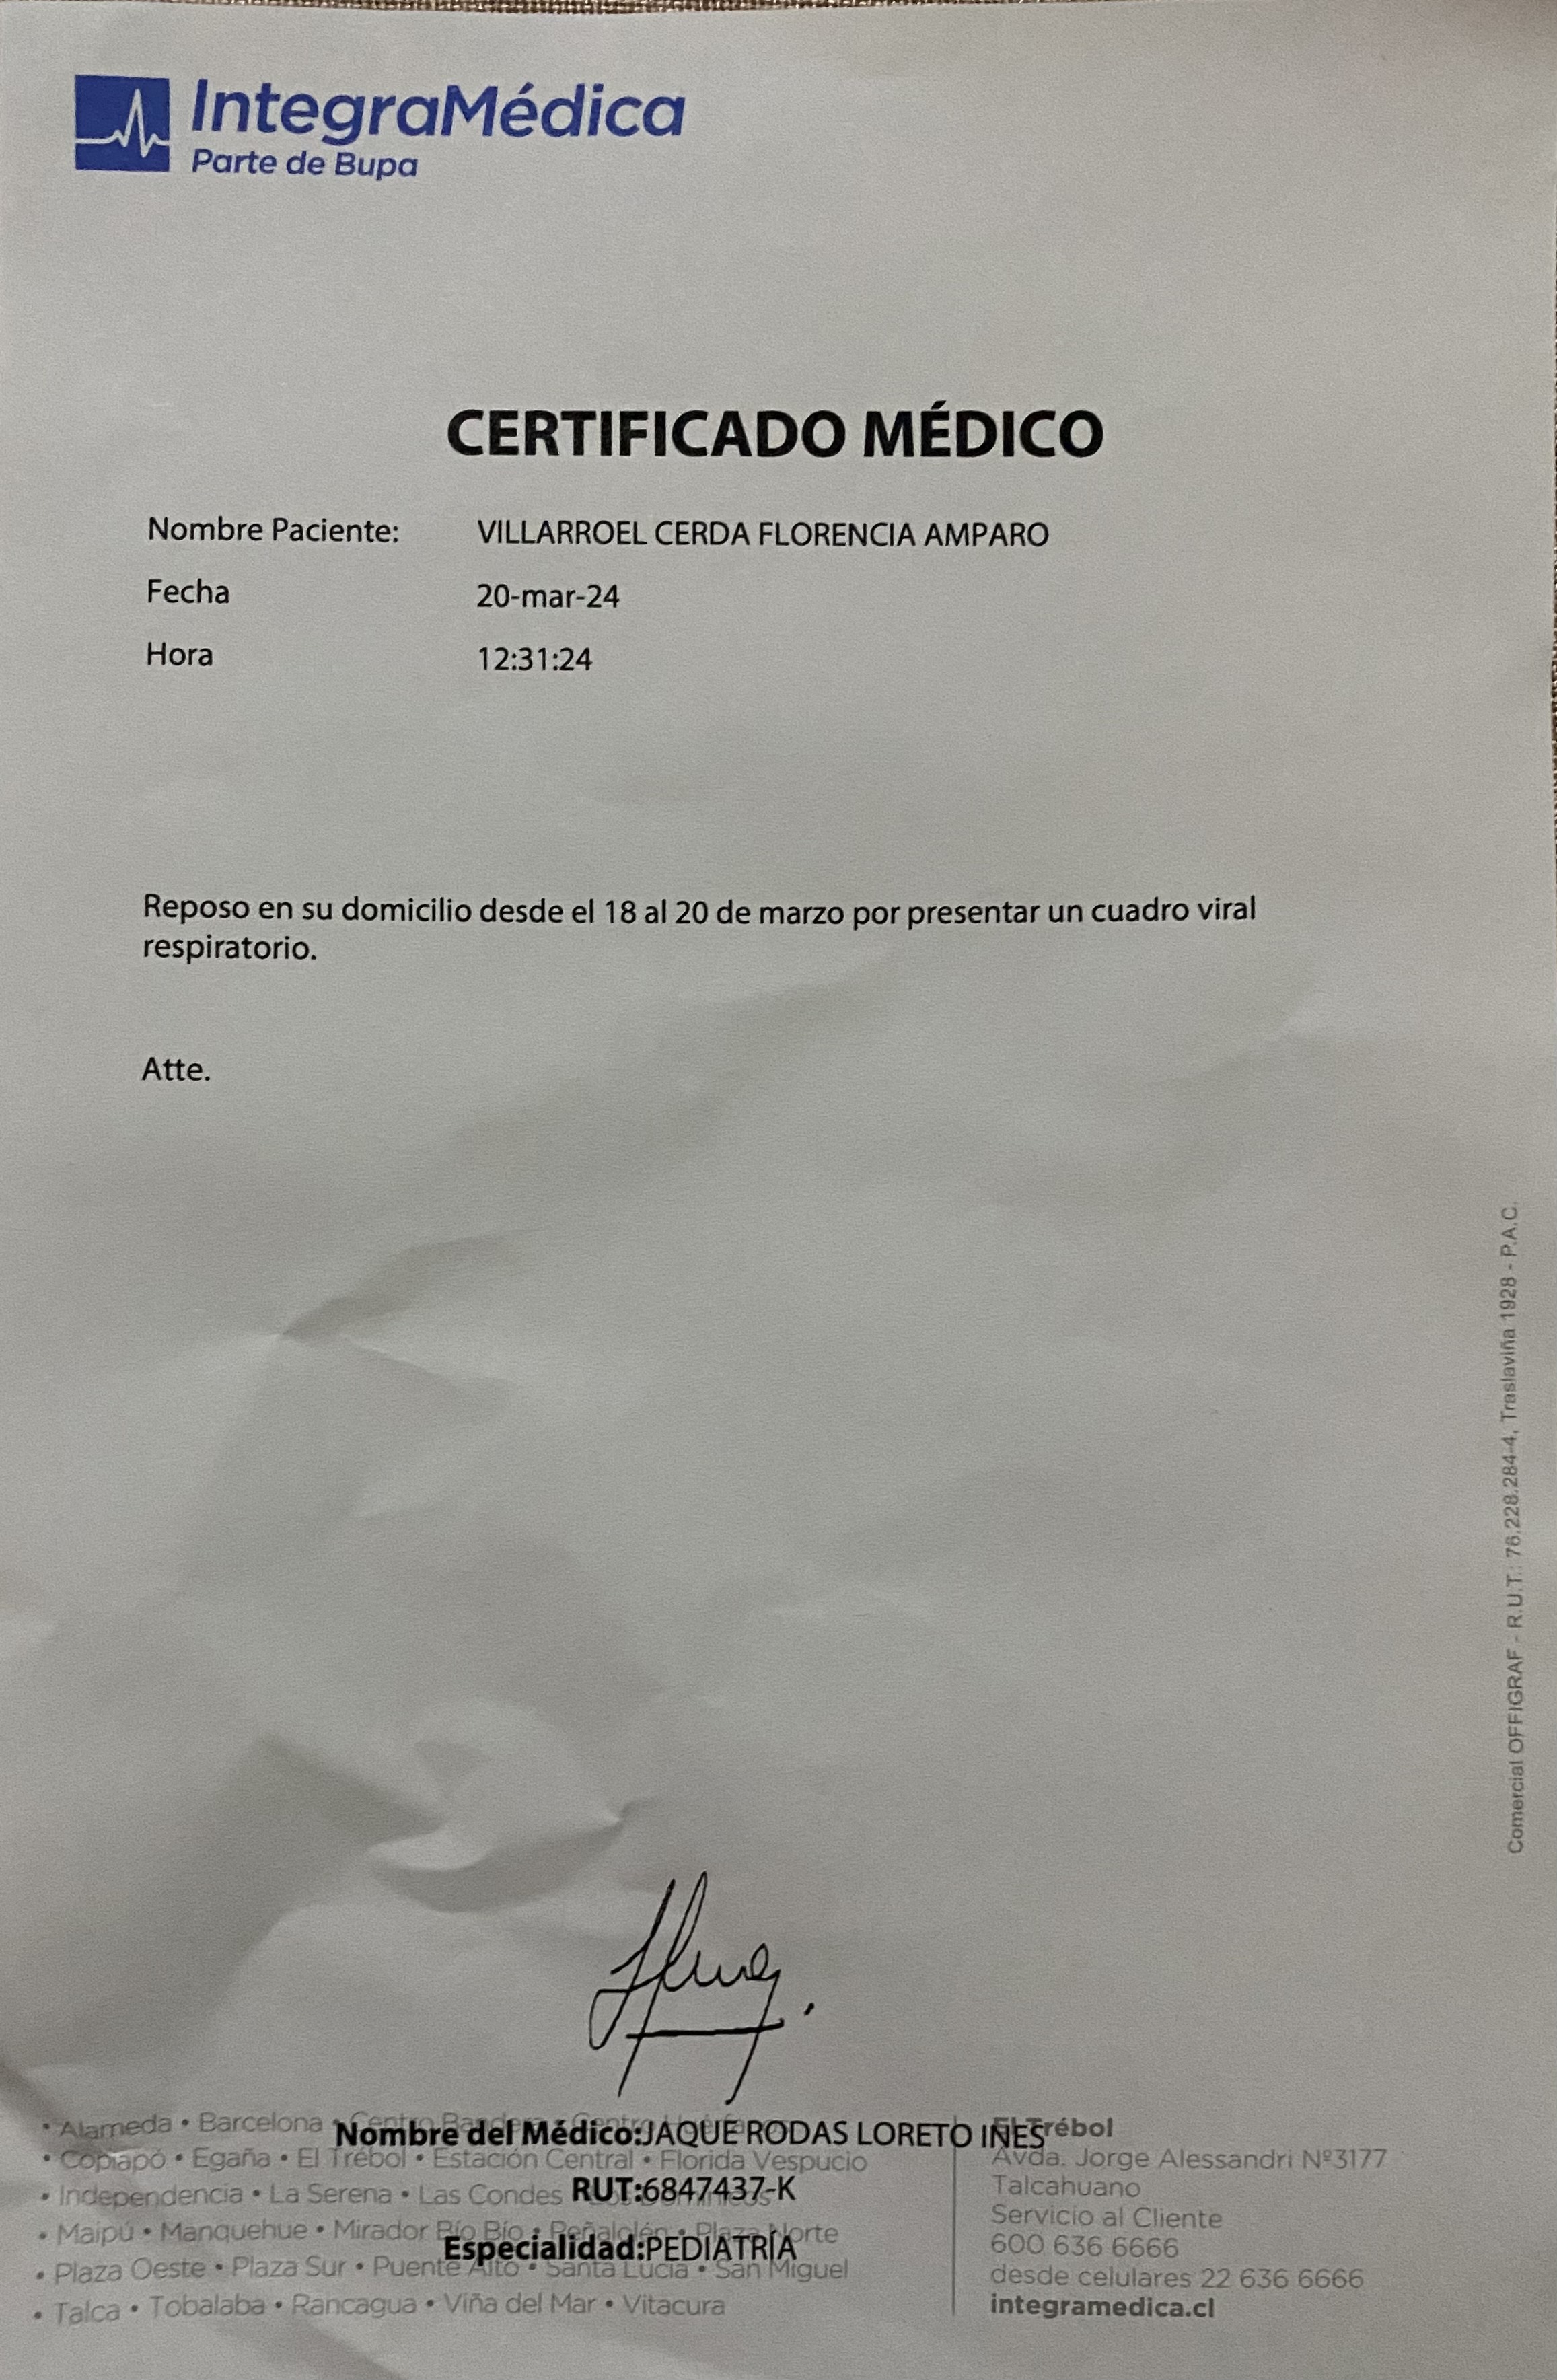 IntegraMédica
Parte de Bupa
CERTIFICADO MÉDICO
Nombre Paciente: VILLARROEL CERDA FLORENCIA AMPARO
Fecha 20-mar-24
Hora 12:31:24
Reposo en su domicilio desde el 18 al 20 de marzo por presentar un cuadro viral
respiratorio.
Atte.
Comercial OFFIGRAF - R.U.T.: 76.228.284-4, Traslaviña 1928 - P.A.C.
Nombre del Médico:JAQUE RODAS LORETO INES
RUT:6847437-K
Especialidad:PEDIATRÍA
• Alameda • Barcelona • Centro Bandera • Centro
• Copiapó • Egaña • El Trébol • Estación Central • Florida Vespucio
• Independencia • La Serena • Las Condes
• Maipú • Manquehue • Mirador Bío Bío • Peñalolén • Plaza Norte
• Plaza Oeste • Plaza Sur • Puente Alto • Santa Lucía • San Miguel
• Talca • Tobalaba • Rancagua • Viña del Mar • Vitacura
El Trébol
Avda. Jorge Alessandri Nº3177
Talcahuano
Servicio al Cliente
600 636 6666
desde celulares 22 636 6666
integramedica.cl